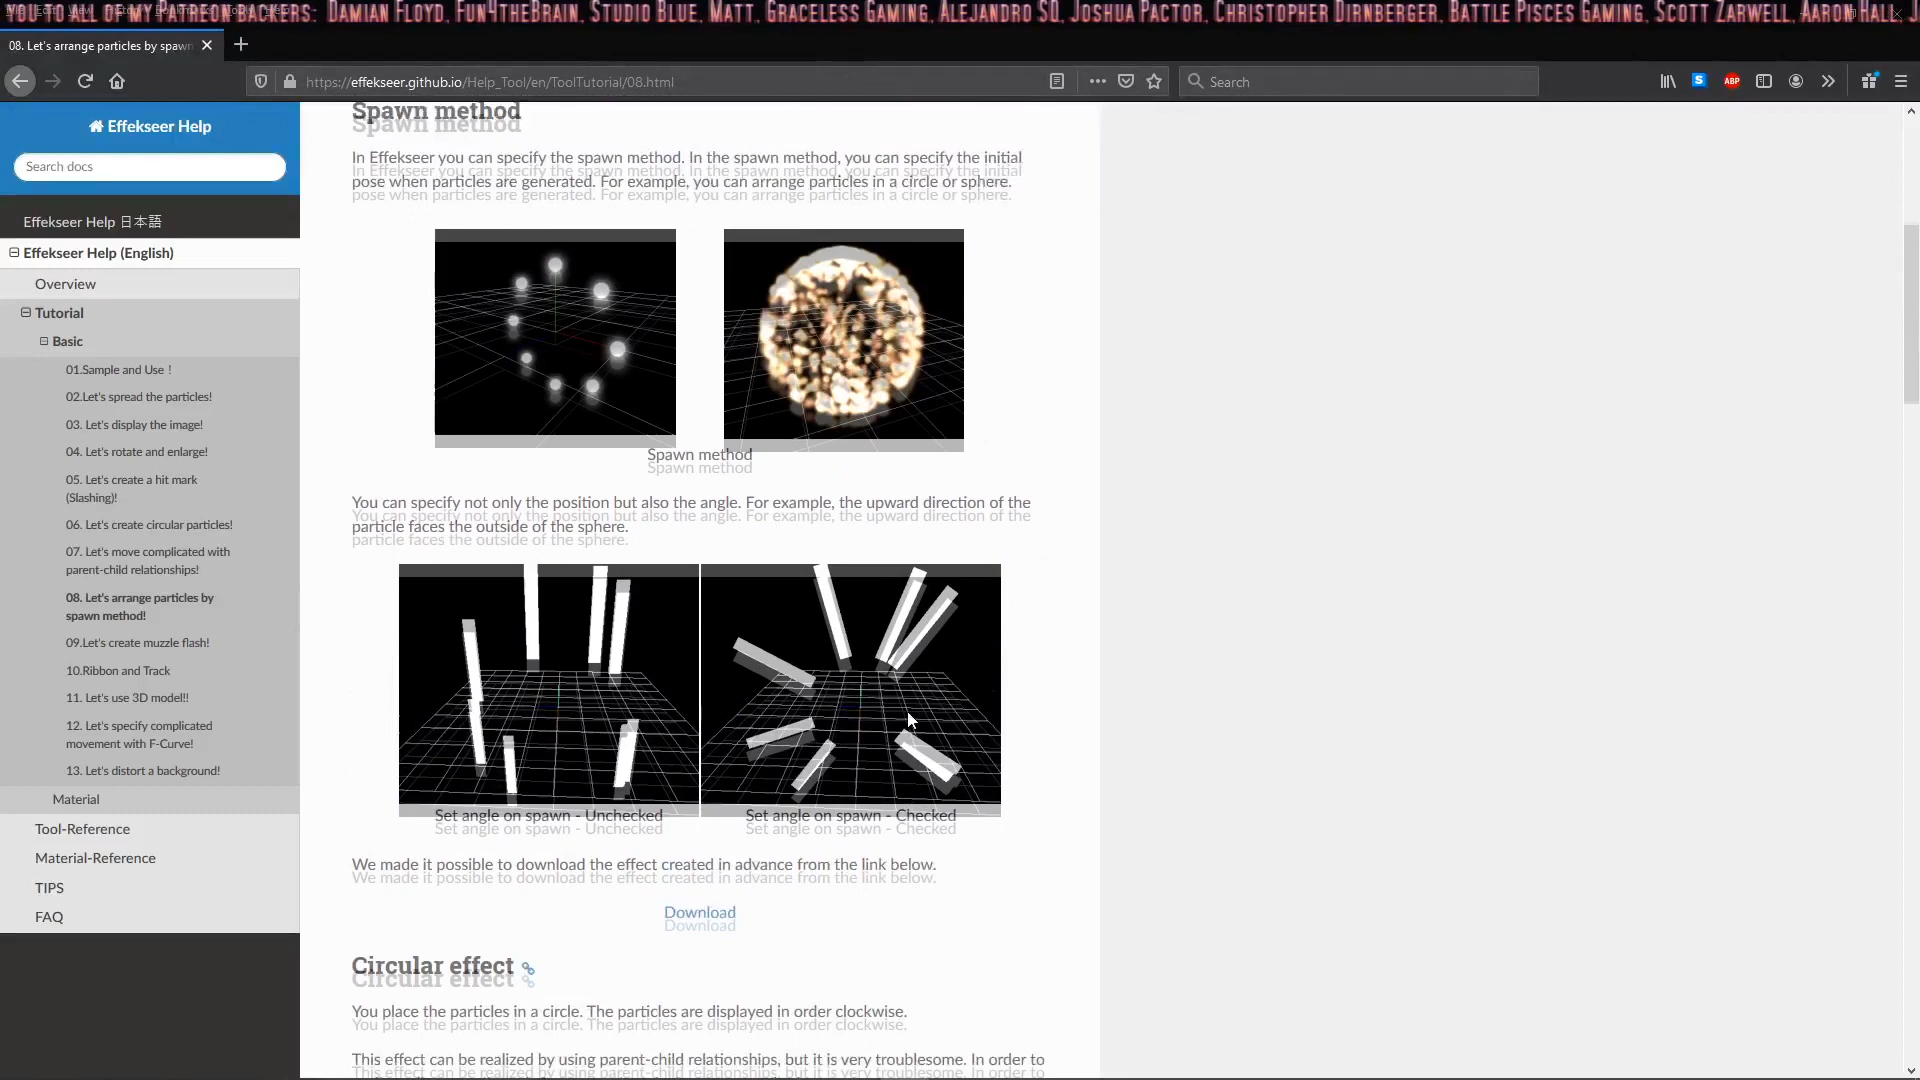 DAMIAN FLOYD, FUN4THEBRAIN, STUDIO BLUE, MATT, GRACELESS GAMING, ALEJANDRO SO, JOSHUA PACTOR, CHRISTOPHER DIRNBERGER, BATTLE PISCES GAMING, SCOTT ZARWELL, AARON HALL
08. Let's arrange particles by spawn
https://effekseer.github.io/Help_Tool/en/ToolTutorial/08.html
Search
S
ABP
Effekseer Help
Search docs
Effekseer Help 日本語
Effekseer Help (English)
Overview
Tutorial
Basic
01.Sample and Use !
02.Let's spread the particles!
03. Let's display the image!
04. Let's rotate and enlarge!
05. Let's create a hit mark
(Slashing)!
06. Let's create circular particles!
07. Let's move complicated with
parent-child relationships!
08. Let's arrange particles by
spawn method!
09.Let's create muzzle flash!
10.Ribbon and Track
11. Let's use 3D model!!
12. Let's specify complicated
movement with F-Curve!
13. Let's distort a background!
Material
Tool-Reference
Material-Reference
TIPS
FAQ
Spawn method
In Effekseer you can specify the spawn method. In the spawn method, you can specify the initial
pose when particles are generated. For example, you can arrange particles in a circle or sphere.
Spawn method
You can specify not only the position but also the angle. For example, the upward direction of the
particle faces the outside of the sphere.
Set angle on spawn - Unchecked
Set angle on spawn - Checked
We made it possible to download the effect created in advance from the link below.
Download
Circular effect
You place the particles in a circle. The particles are displayed in order clockwise.
This effect can be realized by using parent-child relationships, but it is very troublesome. In order to